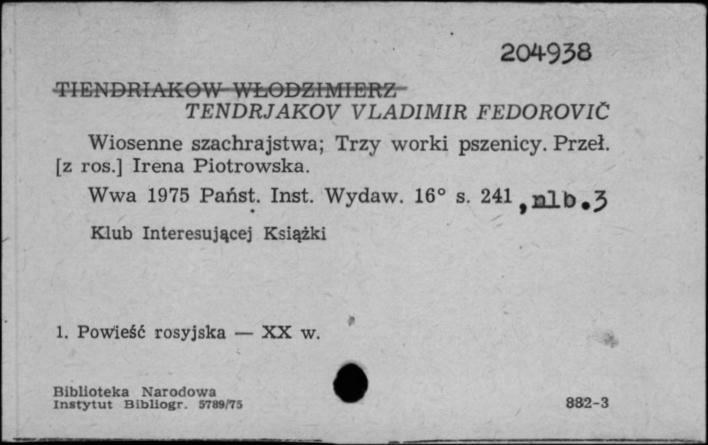 204938
TIENDRIAKOW WŁODZIMIERZ
TENDRJAKOV VLADIMIR FEDOROVIČ
Wiosenne szachrajstwa; Trzy worki pszenicy. Przeł.
[z ros.] Irena Piotrowska.
Wwa 1975 Państ. Inst. Wydaw. 16° s. 241, nlb.3
Klub Interesującej Książki
1. Powieść rosyjska — XX w.
Biblioteka Narodowa
Instytut Bibliogr. 5789/75
882-3